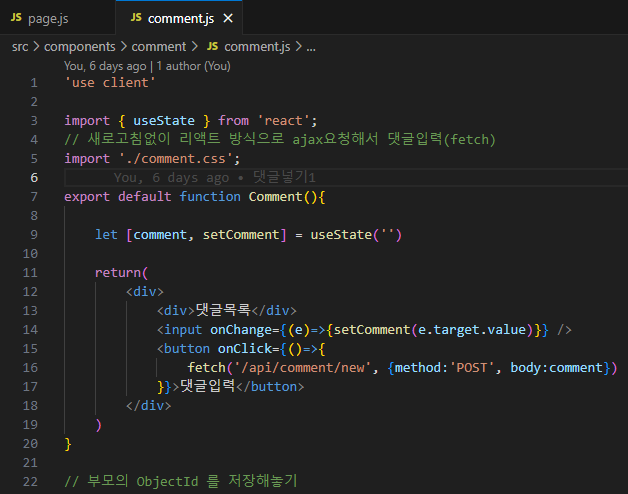 JS page.js JS comment.js ×
src > components > comment > JS comment.js > ...
You, 6 days ago | 1 author (You)
1 'use client'
2
3 import { useState } from 'react';
4 // 새로고침없이 리액트 방식으로 ajax요청해서 댓글입력(fetch)
5 import './comment.css';
6 You, 6 days ago • 댓글넣기1
7 export default function Comment(){
8
9 let [comment, setComment] = useState('')
10
11 return(
12 <div>
13 <div>댓글목록</div>
14 <input onChange={(e)=>{setComment(e.target.value)}} />
15 <button onClick={()=>{
16 fetch('/api/comment/new', {method:'POST', body:comment})
17 }}>댓글입력</button>
18 </div>
19 )
20 }
21
22 // 부모의 ObjectId 를 저장해놓기